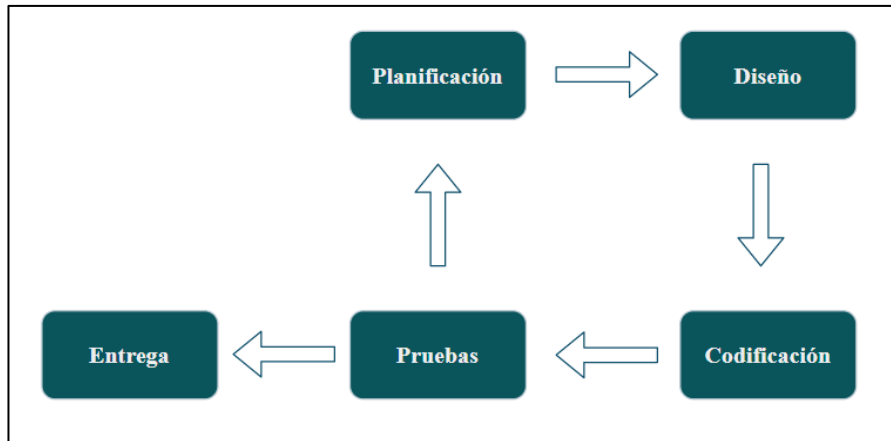 Planificación
Diseño
Entrega
Pruebas
Codificación